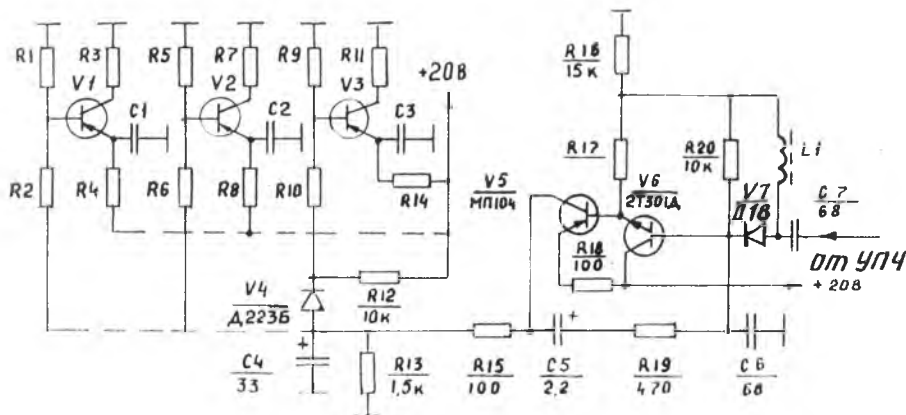 R1 R3 R5 R7 R9 R11
+20В
V1 V2 V3
C1 C2 C3
R2 R4 R6 R8 R10
R14
R16
15к
R17
R20
10к
L1
V5
МП104
V6
2Т301Д
V7
Д18
C7
68
R18
100
от УПЧ
+20В
V4
Д223Б
R12
10к
C4
33
R13
1,5к
R15
100
C5
2,2
R19
470
C6
68
+
+